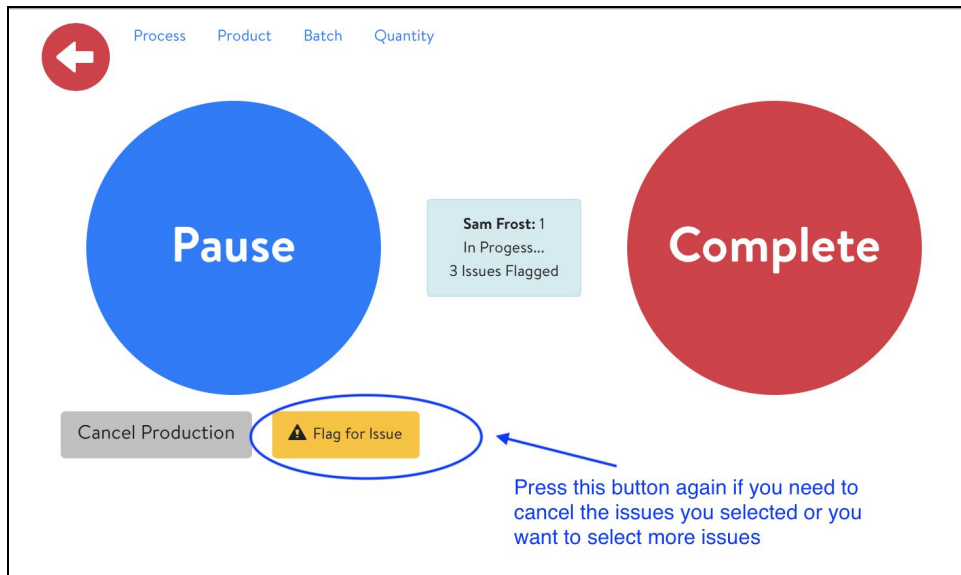 Process Product Batch Quantity
Pause
Sam Frost: 1
In Progess...
3 Issues Flagged
Complete
Cancel Production
Flag for Issue
Press this button again if you need to
cancel the issues you selected or you
want to select more issues